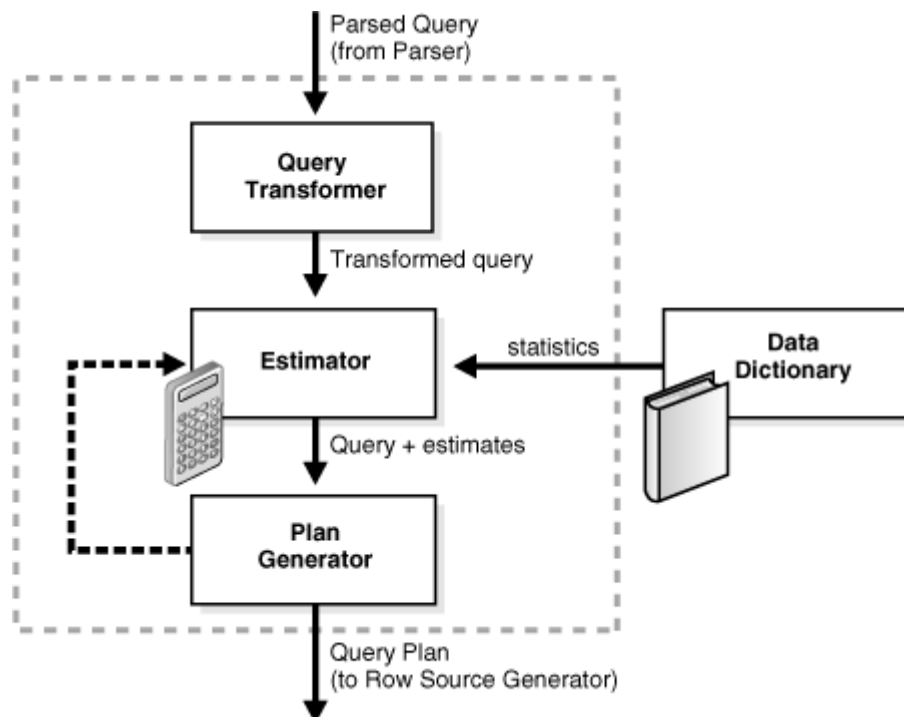 Parsed Query
(from Parser)
Query
Transformer
Transformed query
Estimator
statistics
Data
Dictionary
Query + estimates
Plan
Generator
Query Plan
(to Row Source Generator)